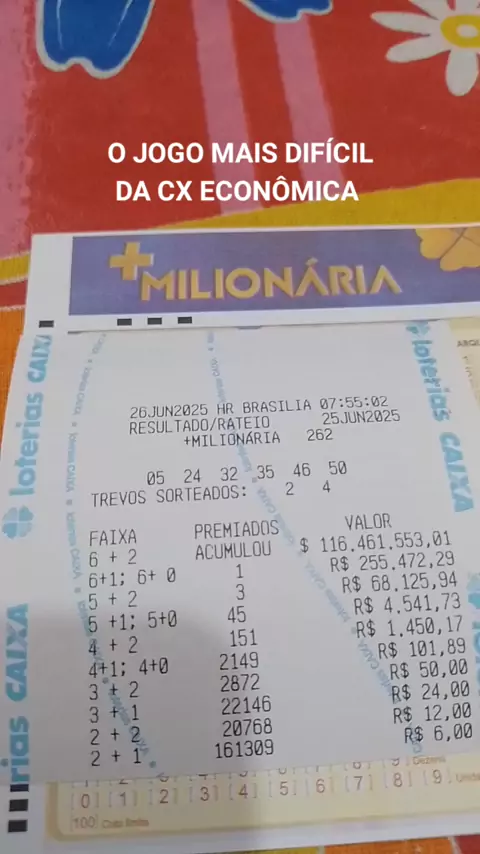 O JOGO MAIS DIFÍCIL
DA CX ECONÔMICA
+MILIONÁRIA
26JUN2025 HR BRASILIA 07:55:02
RESULTADO/RATEIO 25JUN2025
+MILIONÁRIA 262
05 24 32 35 46 50
TREVOS SORTEADOS: 2 4
FAIXA PREMIADOS VALOR
6 + 2 ACUMULOU $ 116.461.553,01
6+1; 6+ 0 1 R$ 255.472,29
5 + 2 3 R$ 68.125,94
5 +1; 5+0 45 R$ 4.541,73
4 + 2 151 R$ 1.450,17
4+1; 4+0 2149 R$ 101,89
3 + 2 2872 R$ 50,00
3 + 1 22146 R$ 24,00
2 + 2 20768 R$ 12,00
2 + 1 161309 R$ 6,00
loterias CAIXA
rias CAIXA
loterias CAIXA
[0] [1] [2] [3] [4] [5] [6] [7] [8] [9]
[100]